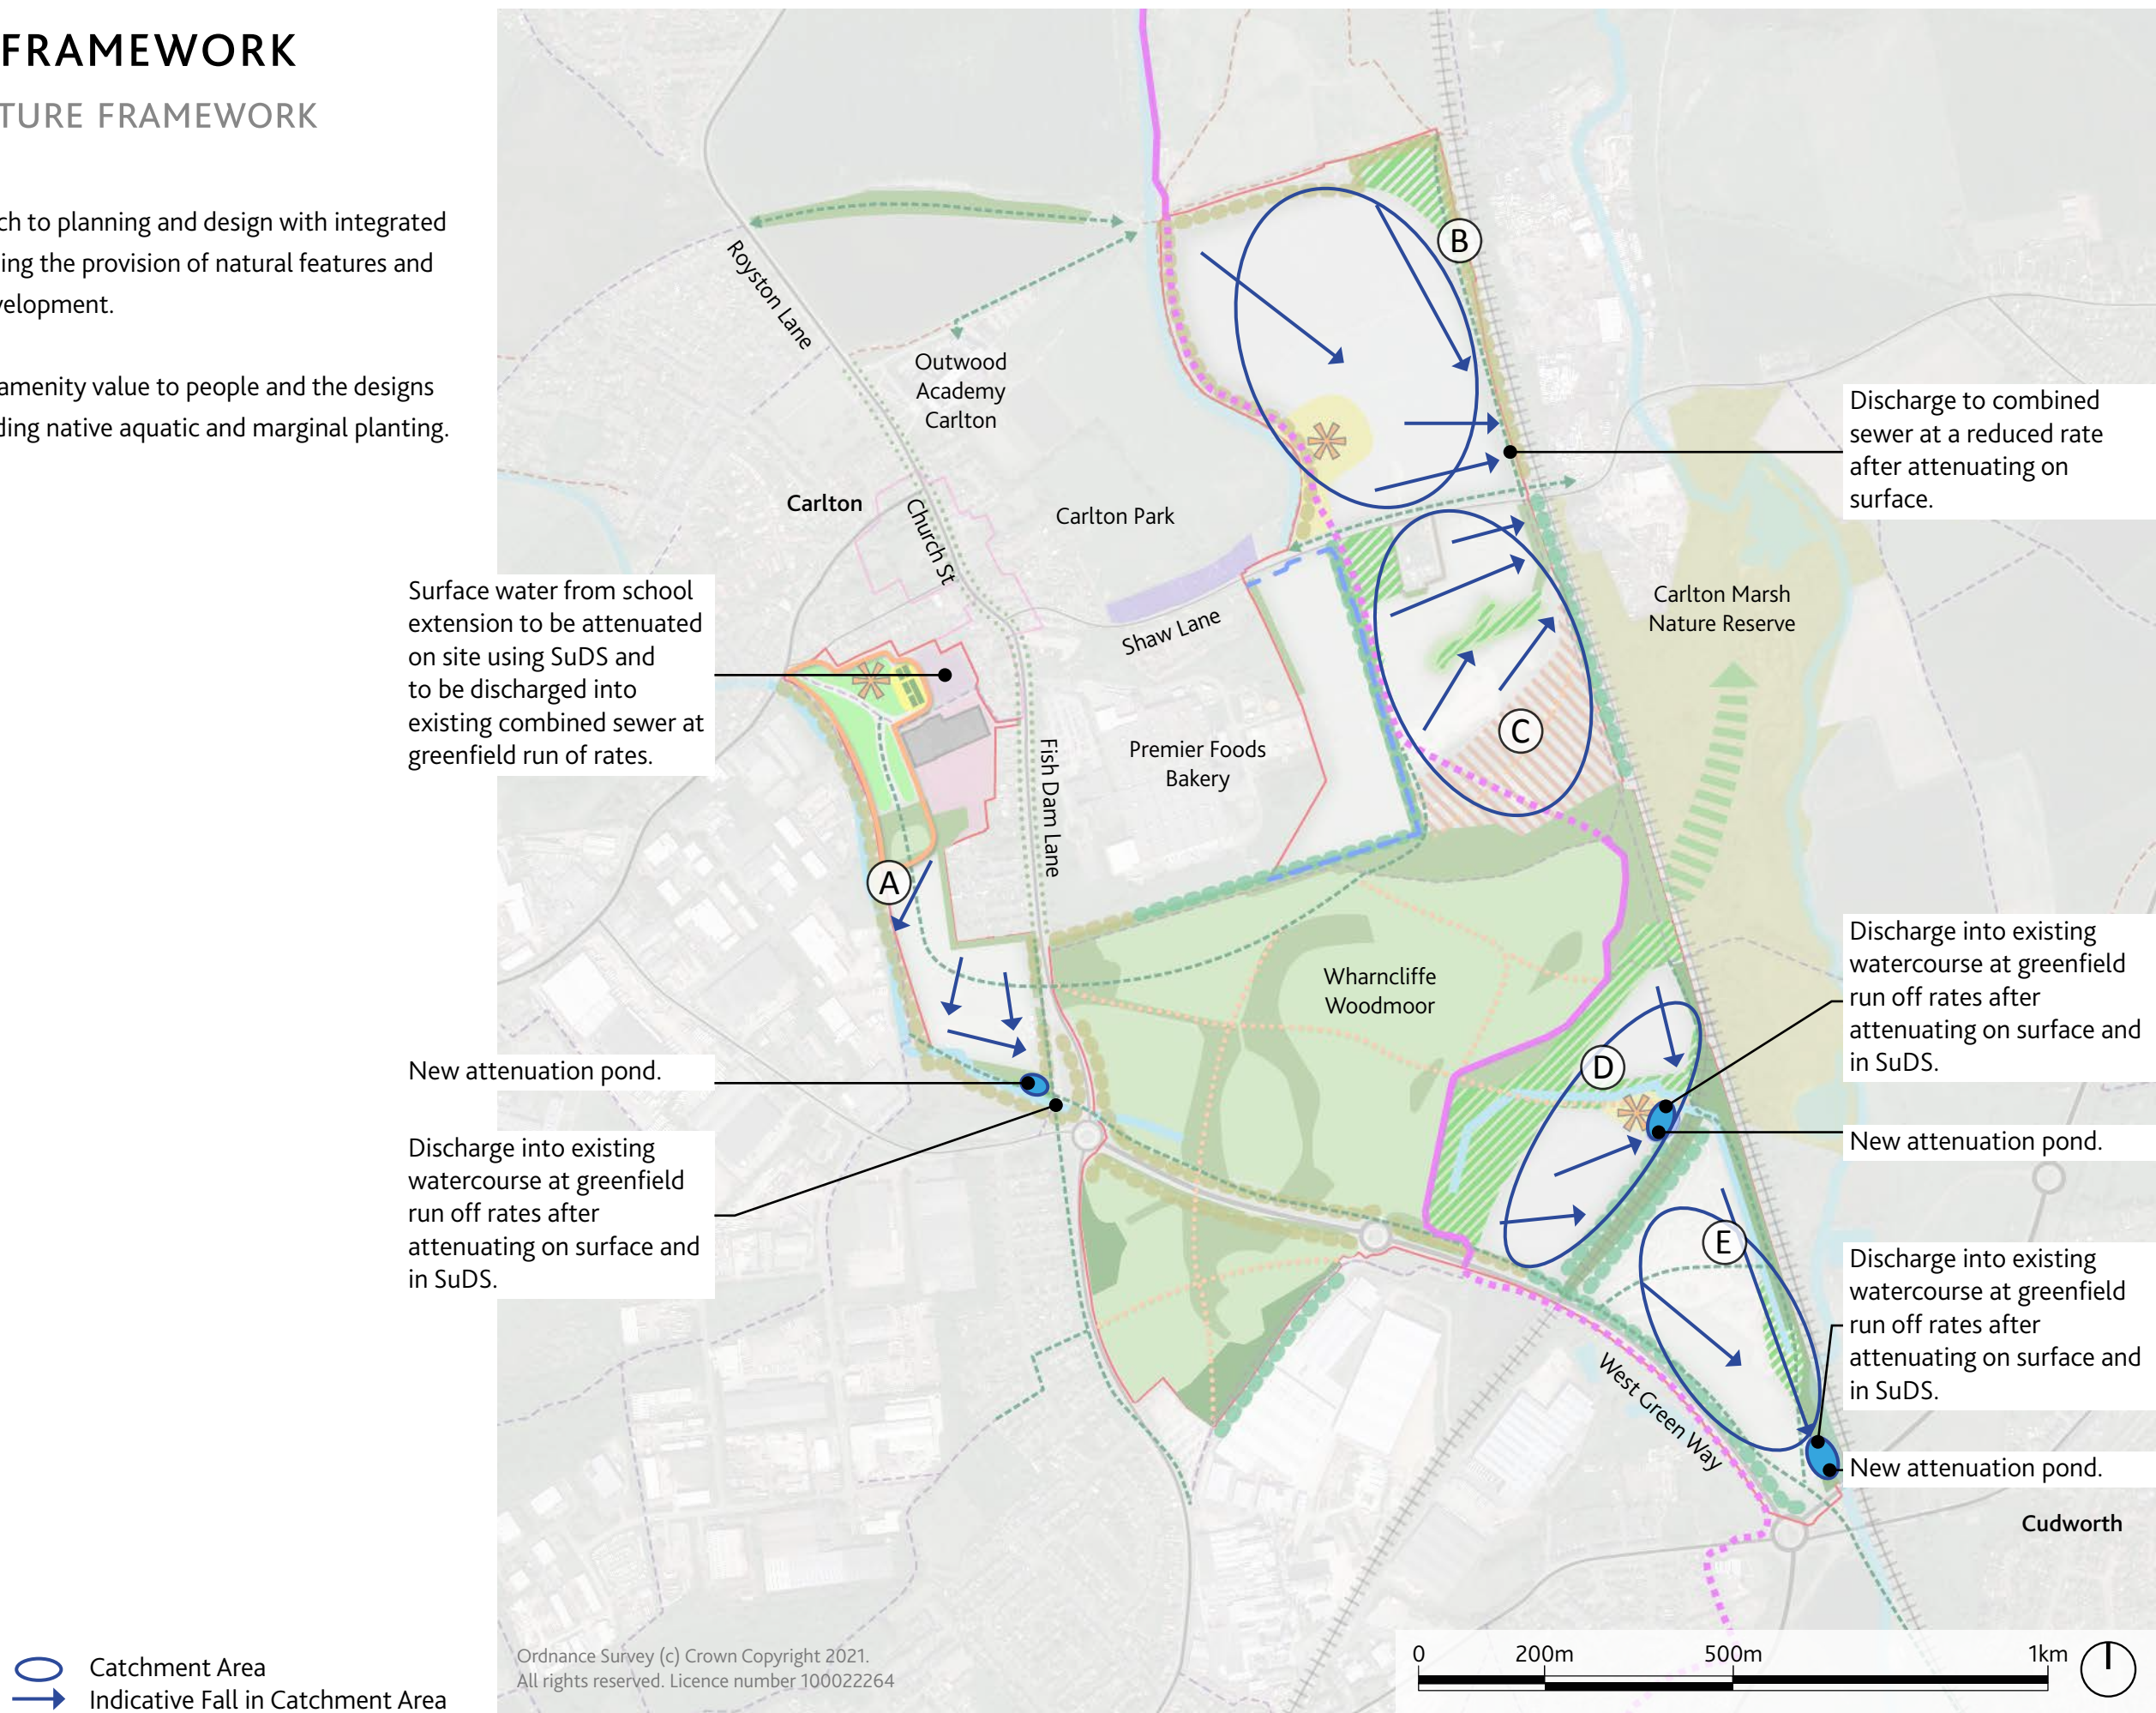 FRAMEWORK
TURE FRAMEWORK
ch to planning and design with integrated
ing the provision of natural features and
velopment.
amenity value to people and the designs
ding native aquatic and marginal planting.
B
Royston Lane
Outwood
Academy
Carlton
Discharge to combined
sewer at a reduced rate
after attenuating on
surface.
Carlton
Church St
Carlton Park
Surface water from school
extension to be attenuated
on site using SuDS and
to be discharged into
existing combined sewer at
greenfield run of rates.
Shaw Lane
Carlton Marsh
Nature Reserve
C
Fish Dam Lane
Premier Foods
Bakery
A
Wharncliffe
Woodmoor
Discharge into existing
watercourse at greenfield
run off rates after
attenuating on surface and
in SuDS.
D
New attenuation pond.
New attenuation pond.
Discharge into existing
watercourse at greenfield
run off rates after
attenuating on surface and
in SuDS.
E
Discharge into existing
watercourse at greenfield
run off rates after
attenuating on surface and
in SuDS.
West Green Way
New attenuation pond.
Cudworth
Catchment Area
Indicative Fall in Catchment Area
Ordnance Survey (c) Crown Copyright 2021.
All rights reserved. Licence number 100022264
0 200m 500m 1km